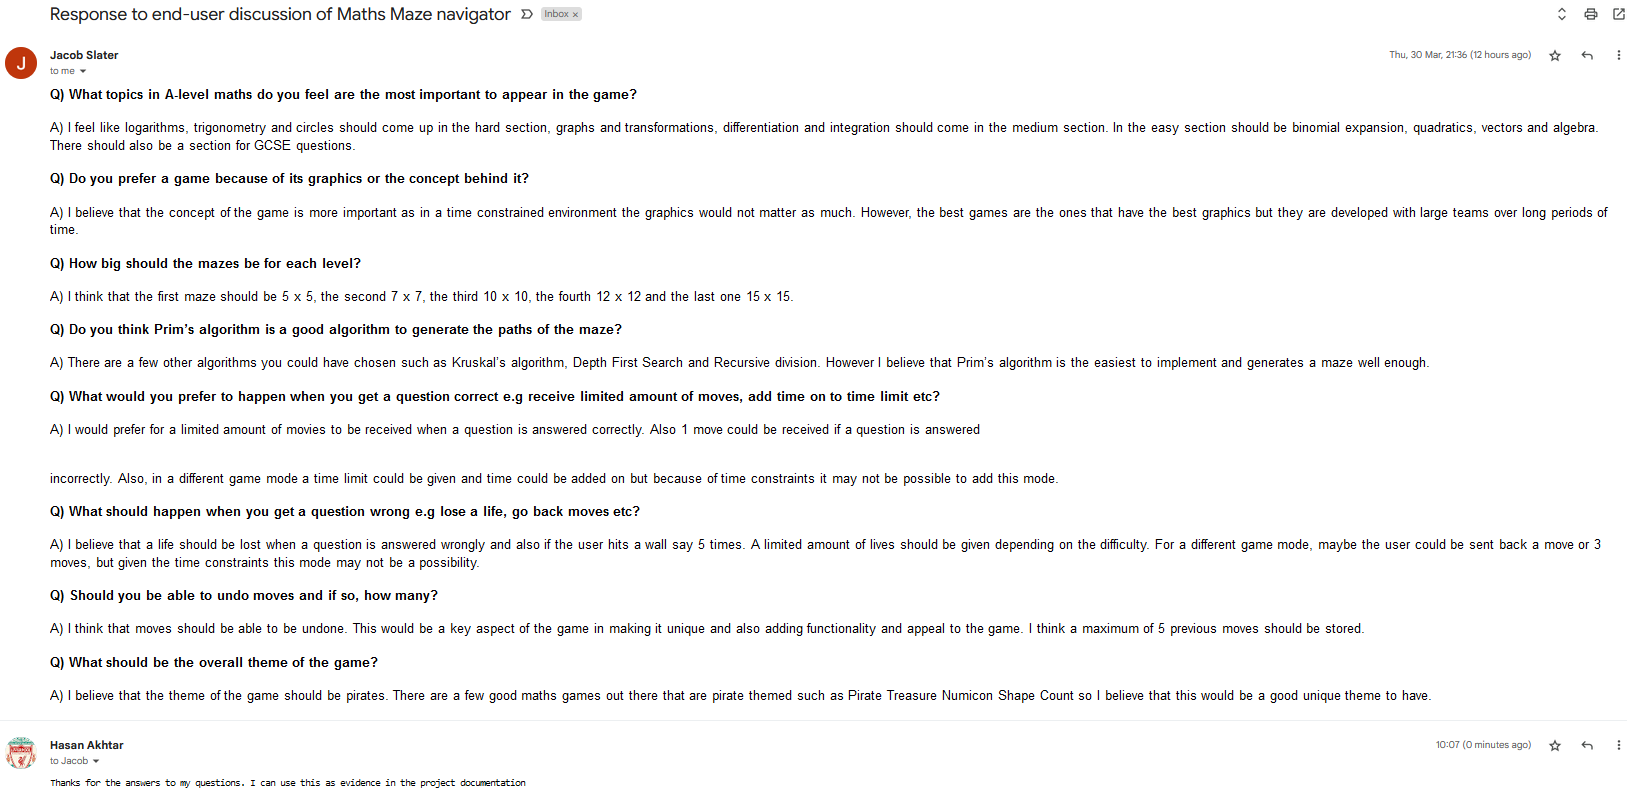 Response to end-user discussion of Maths Maze navigator Inbox x
J
Jacob Slater
Thu, 30 Mar, 21:36 (12 hours ago)
to me
Q) What topics in A-level maths do you feel are the most important to appear in the game?
A) I feel like logarithms, trigonometry and circles should come up in the hard section, graphs and transformations, differentiation and integration should come in the medium section. In the easy section should be binomial expansion, quadratics, vectors and algebra.
There should also be a section for GCSE questions.
Q) Do you prefer a game because of its graphics or the concept behind it?
A) I believe that the concept of the game is more important as in a time constrained environment the graphics would not matter as much. However, the best games are the ones that have the best graphics but they are developed with large teams over long periods of
time.
Q) How big should the mazes be for each level?
A) I think that the first maze should be 5 x 5, the second 7 x 7, the third 10 x 10, the fourth 12 x 12 and the last one 15 x 15.
Q) Do you think Prim's algorithm is a good algorithm to generate the paths of the maze?
A) There are a few other algorithms you could have chosen such as Kruskal's algorithm, Depth First Search and Recursive division. However I believe that Prim's algorithm is the easiest to implement and generates a maze well enough.
Q) What would you prefer to happen when you get a question correct e.g receive limited amount of moves, add time on to time limit etc?
A) I would prefer for a limited amount of movies to be received when a question is answered correctly. Also 1 move could be received if a question is answered
incorrectly. Also, in a different game mode a time limit could be given and time could be added on but because of time constraints it may not be possible to add this mode.
Q) What should happen when you get a question wrong e.g lose a life, go back moves etc?
A) I believe that a life should be lost when a question is answered wrongly and also if the user hits a wall say 5 times. A limited amount of lives should be given depending on the difficulty. For a different game mode, maybe the user could be sent back a move or 3
moves, but given the time constraints this mode may not be a possibility.
Q) Should you be able to undo moves and if so, how many?
A) I think that moves should be able to be undone. This would be a key aspect of the game in making it unique and also adding functionality and appeal to the game. I think a maximum of 5 previous moves should be stored.
Q) What should be the overall theme of the game?
A) I believe that the theme of the game should be pirates. There are a few good maths games out there that are pirate themed such as Pirate Treasure Numicon Shape Count so I believe that this would be a good unique theme to have.
Hasan Akhtar
10:07 (0 minutes ago)
to Jacob
Thanks for the answers to my questions. I can use this as evidence in the project documentation